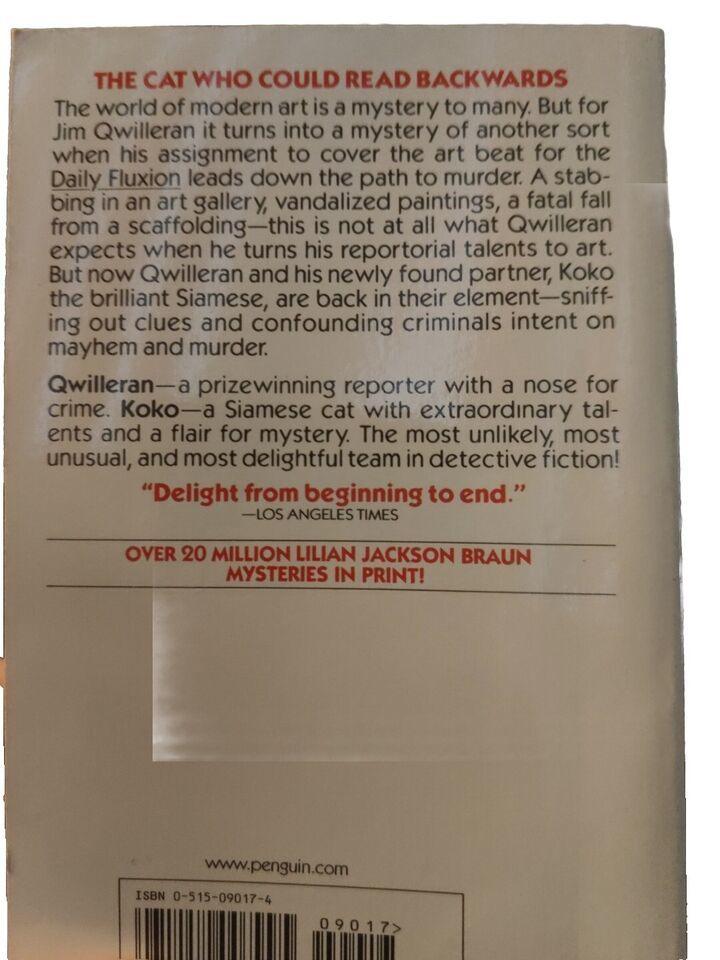 THE CAT WHO COULD READ BACKWARDS
The world of modern art is a mystery to many. But for
Jim Qwilleran it turns into a mystery of another sort
when his assignment to cover the art beat for the
Daily Fluxion leads down the path to murder. A stab-
bing in an art gallery, vandalized paintings, a fatal fall
from a scaffolding—this is not at all what Qwilleran
expects when he turns his reportorial talents to art.
But now Qwilleran and his newly found partner, Koko
the brilliant Siamese, are back in their element—sniff-
ing out clues and confounding criminals intent on
mayhem and murder.
Qwilleran—a prizewinning reporter with a nose for
crime. Koko—a Siamese cat with extraordinary tal-
ents and a flair for mystery. The most unlikely, most
unusual, and most delightful team in detective fiction!
“Delight from beginning to end.”
—LOS ANGELES TIMES
OVER 20 MILLION LILIAN JACKSON BRAUN
MYSTERIES IN PRINT!
www.penguin.com
ISBN 0-515-09017-4
09017>